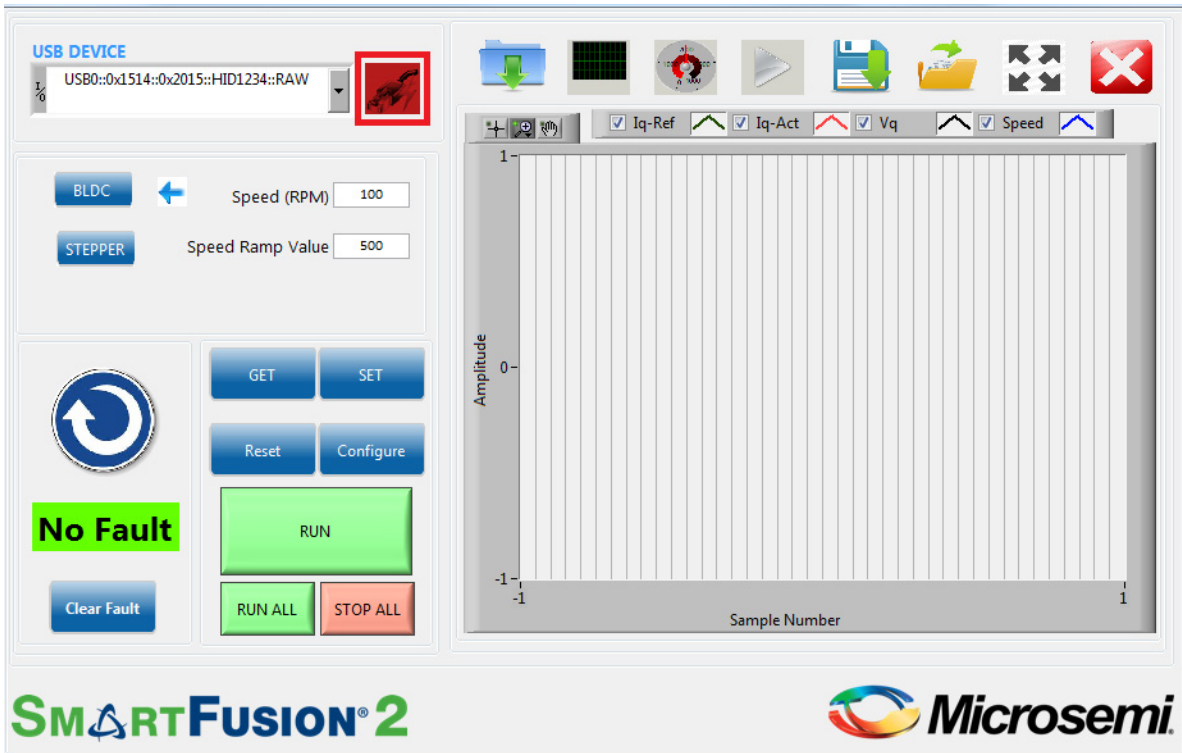 USB DEVICE
I/O
USB0::0x1514::0x2015::HID1234::RAW
BLDC
Speed (RPM) 100
STEPPER
Speed Ramp Value 500
GET
SET
Reset
Configure
No Fault
RUN
Clear Fault
RUN ALL
STOP ALL
Iq-Ref
Iq-Act
Vq
Speed
1
0
-1
Amplitude
-1
1
Sample Number
SMARTFUSION®2
Microsemi.